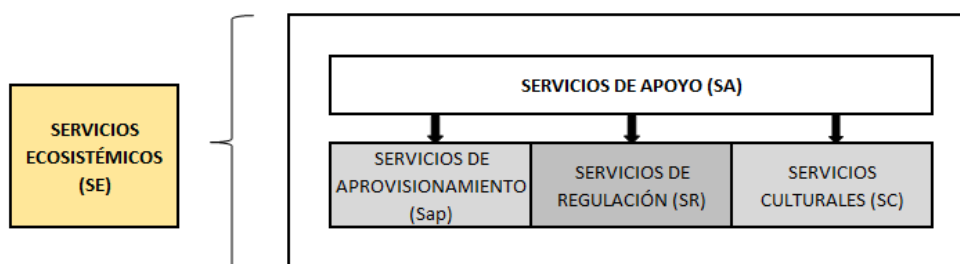 SERVICIOS
ECOSISTÉMICOS
(SE)
SERVICIOS DE APOYO (SA)
SERVICIOS DE
APROVISIONAMIENTO
(Sap)
SERVICIOS DE
REGULACIÓN (SR)
SERVICIOS
CULTURALES (SC)